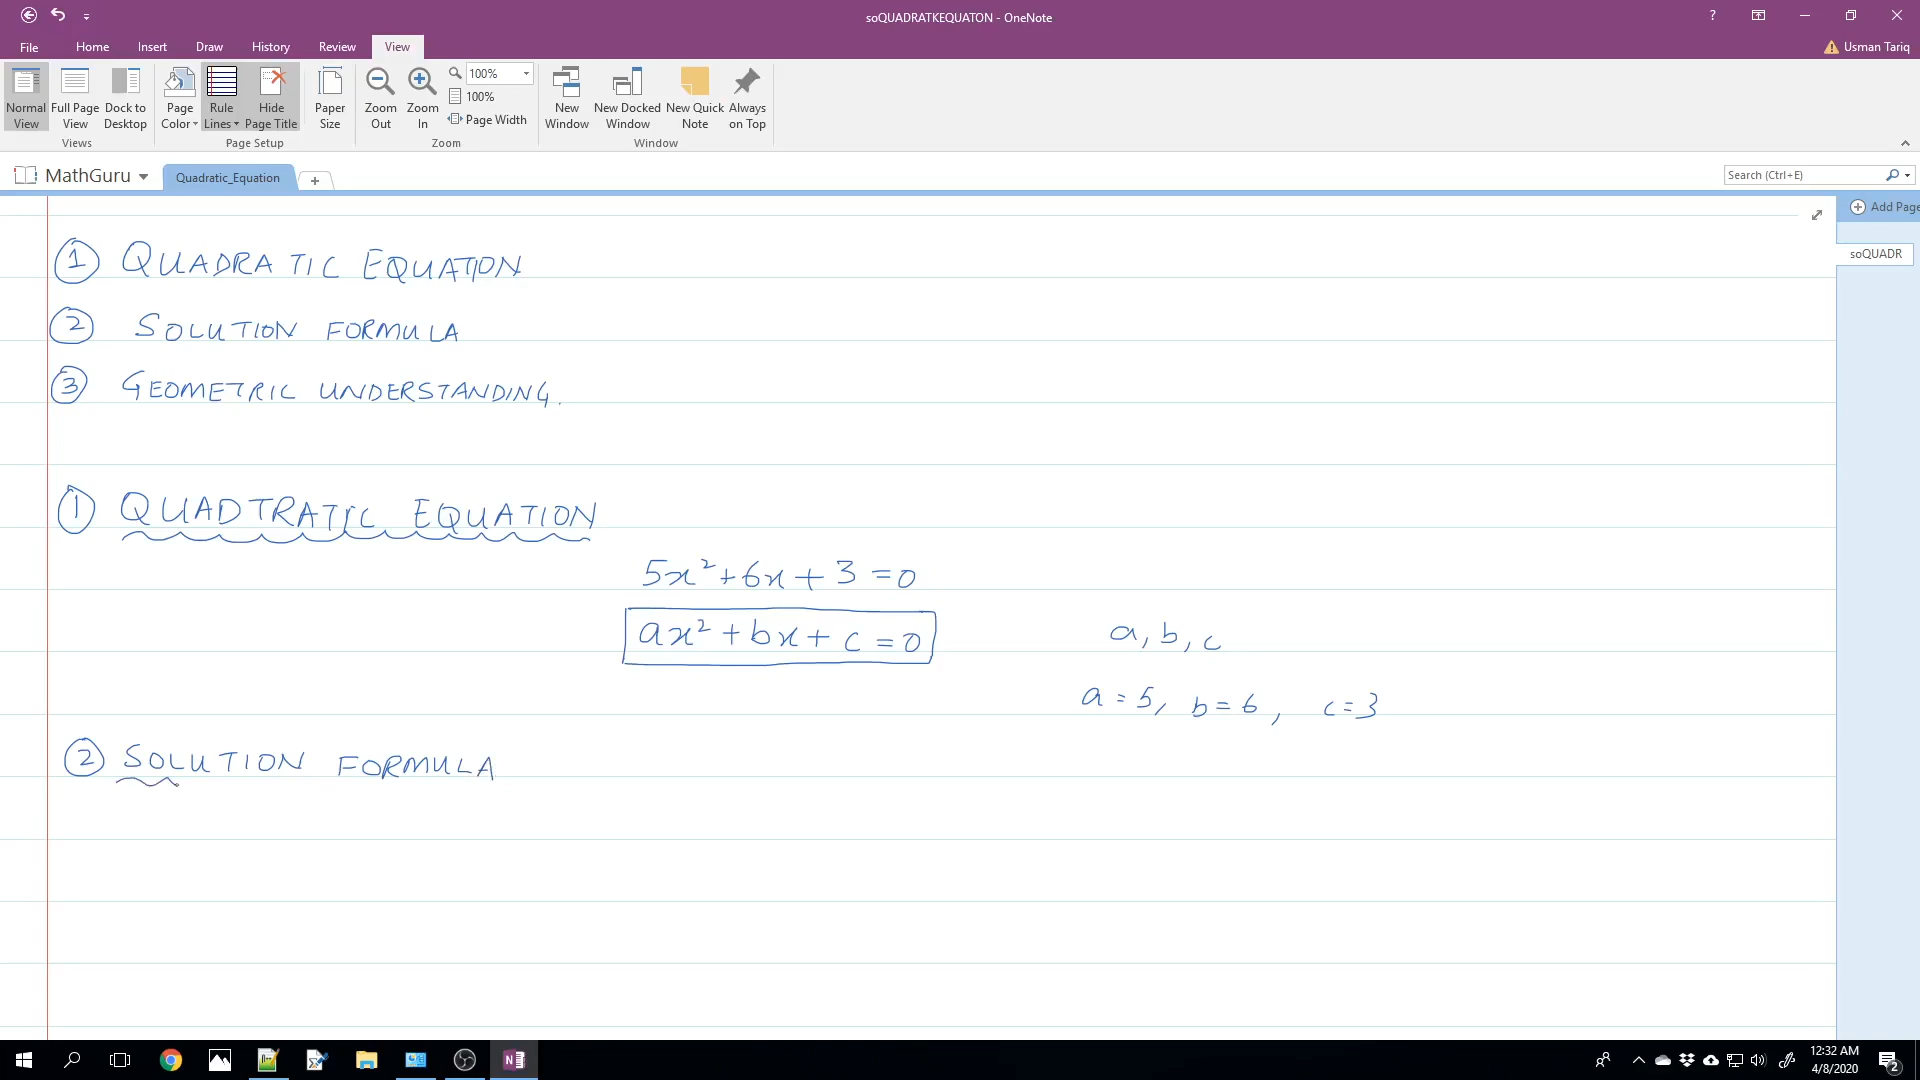 soQUADRATKEQUATON - OneNote
?
File Home Insert Draw History Review View
Usman Tariq
Normal View
Full Page View
Dock to Desktop
Page Color
Rule Lines
Hide Page Title
Paper Size
Zoom Out
Zoom In
100%
100%
Page Width
New Window
New Docked Window
New Quick Note
Always on Top
Views
Page Setup
Zoom
Window
MathGuru
Quadratic_Equation
+
Search (Ctrl+E)
Add Page
soQUADR
① QUADRATIC EQUATION
② SOLUTION FORMULA
③ GEOMETRIC UNDERSTANDING.
① QUADTRATIC EQUATION
5x² + 6x + 3 = 0
ax² + bx + c = 0
a, b, c
a = 5, b = 6, c = 3
② SOLUTION FORMULA
12:32 AM
4/8/2020
2